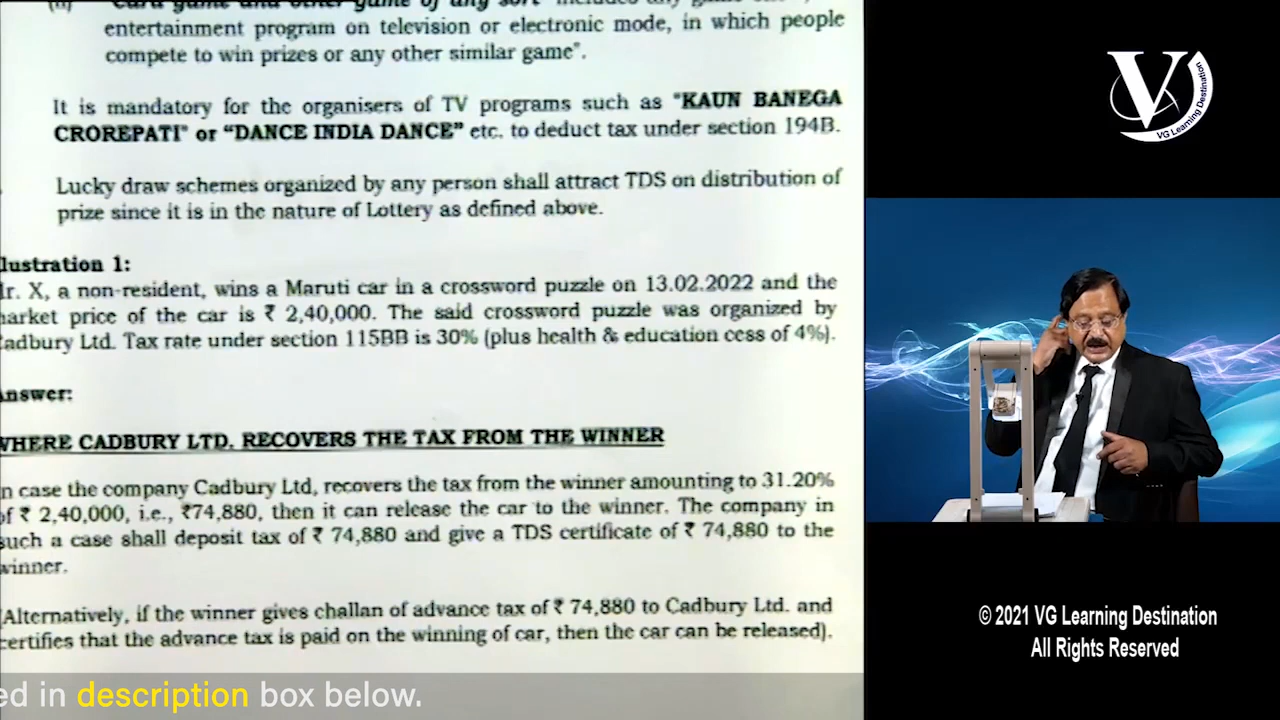 entertainment program on television or electronic mode, in which people
compete to win prizes or any other similar game".
It is mandatory for the organisers of TV programs such as "KAUN BANEGA
CROREPATI" or "DANCE INDIA DANCE" etc. to deduct tax under section 194B.
Lucky draw schemes organized by any person shall attract TDS on distribution of
prize since it is in the nature of Lottery as defined above.
lustration 1:
r. X, a non-resident, wins a Maruti car in a crossword puzzle on 13.02.2022 and the
arket price of the car is ₹ 2,40,000. The said crossword puzzle was organized by
adbury Ltd. Tax rate under section 115BB is 30% (plus health & education cess of 4%).
nswer:
WHERE CADBURY LTD. RECOVERS THE TAX FROM THE WINNER
n case the company Cadbury Ltd, recovers the tax from the winner amounting to 31.20%
of ₹ 2,40,000, i.e., ₹74,880, then it can release the car to the winner. The company in
such a case shall deposit tax of ₹ 74,880 and give a TDS certificate of ₹ 74,880 to the
winner.
(Alternatively, if the winner gives challan of advance tax of ₹ 74,880 to Cadbury Ltd. and
certifies that the advance tax is paid on the winning of car, then the car can be released).
ed in description box below.
V
VG Learning Destination
© 2021 VG Learning Destination
All Rights Reserved